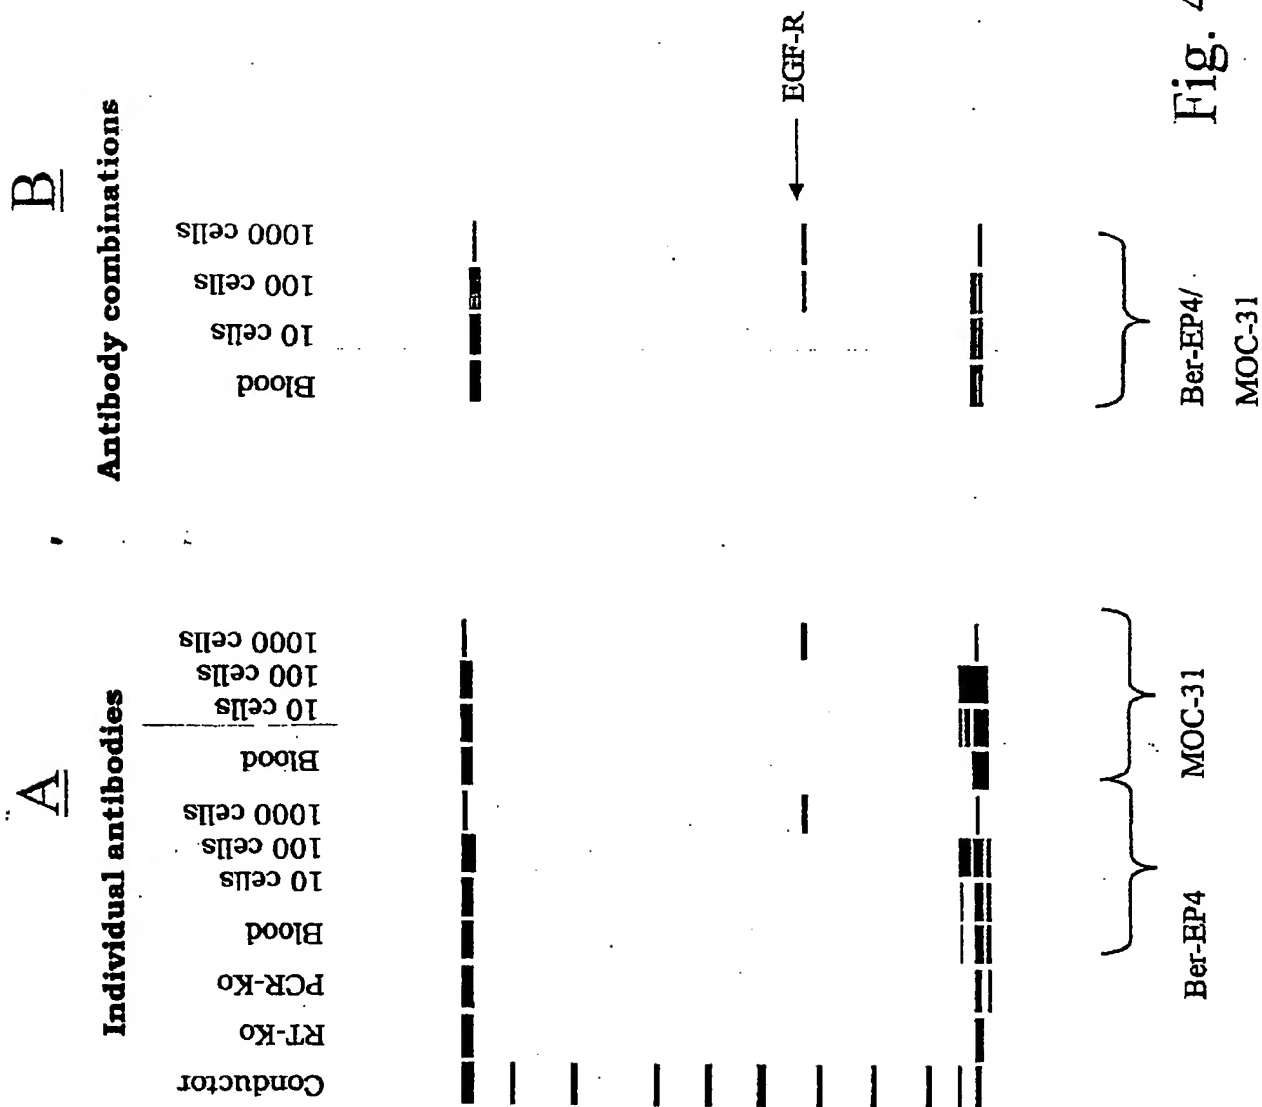 A
Individual antibodies
Conductor
RT-Ko
PCR-Ko
Blood
10 cells
100 cells
1000 cells
Blood
10 cells
100 cells
1000 cells
Ber-EP4
MOC-31
B
Antibody combinations
Blood
10 cells
100 cells
1000 cells
EGF-R
Ber-EP4/
MOC-31
Fig.